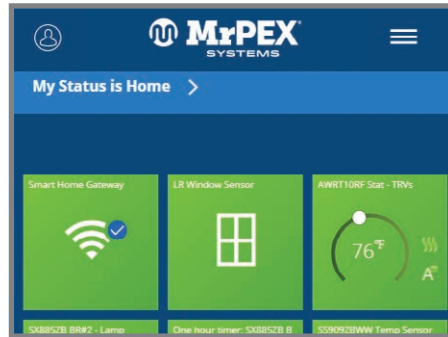 MrPEX
SYSTEMS
My Status is Home >
Smart Home Gateway
LR Window Sensor
AWRT10RF Stat - TRVs
76°F
A
SX885ZB BR#2 - Lamp
One hour timer: SX885ZB B
SS909ZBWW Temp Sensor